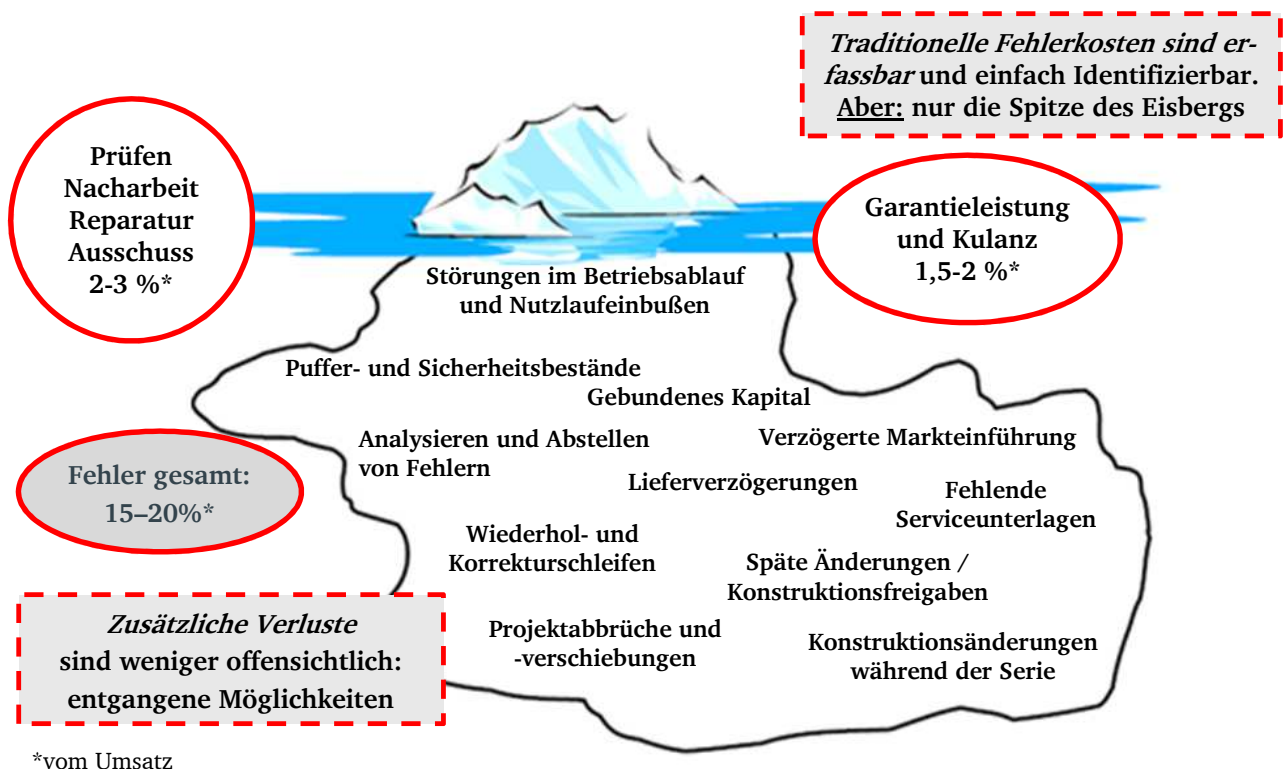 Traditionelle Fehlerkosten sind er-
fassbar und einfach Identifizierbar.
Aber: nur die Spitze des Eisbergs
Prüfen
Nacharbeit
Reparatur
Ausschuss
2-3 %*
Garantieleistung
und Kulanz
1,5-2 %*
Störungen im Betriebsablauf
und Nutzlaufeinbußen
Puffer- und Sicherheitsbestände
Gebundenes Kapital
Analysieren und Abstellen
von Fehlern
Verzögerte Markteinführung
Lieferverzögerungen
Fehlende
Serviceunterlagen
Fehler gesamt:
15–20%*
Wiederhol- und
Korrekturschleifen
Späte Änderungen /
Konstruktionsfreigaben
Zusätzliche Verluste
sind weniger offensichtlich:
entgangene Möglichkeiten
Projektabbrüche und
-verschiebungen
Konstruktionsänderungen
während der Serie
*vom Umsatz